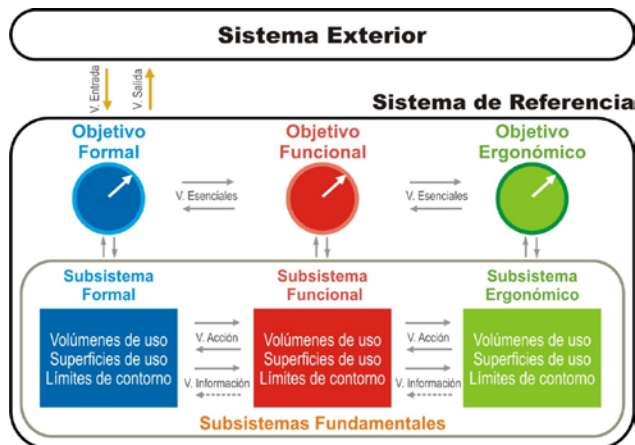 Sistema Exterior
V. Entrada
V. Salida
Sistema de Referencia
Objetivo
Formal
Objetivo
Funcional
Objetivo
Ergonómico
V. Esenciales
V. Esenciales
Subsistema
Formal
Subsistema
Funcional
Subsistema
Ergonómico
Volúmenes de uso
Superficies de uso
Límites de contorno
V. Acción
V. Información
Volúmenes de uso
Superficies de uso
Límites de contorno
V. Acción
V. Información
Volúmenes de uso
Superficies de uso
Límites de contorno
Subsistemas Fundamentales